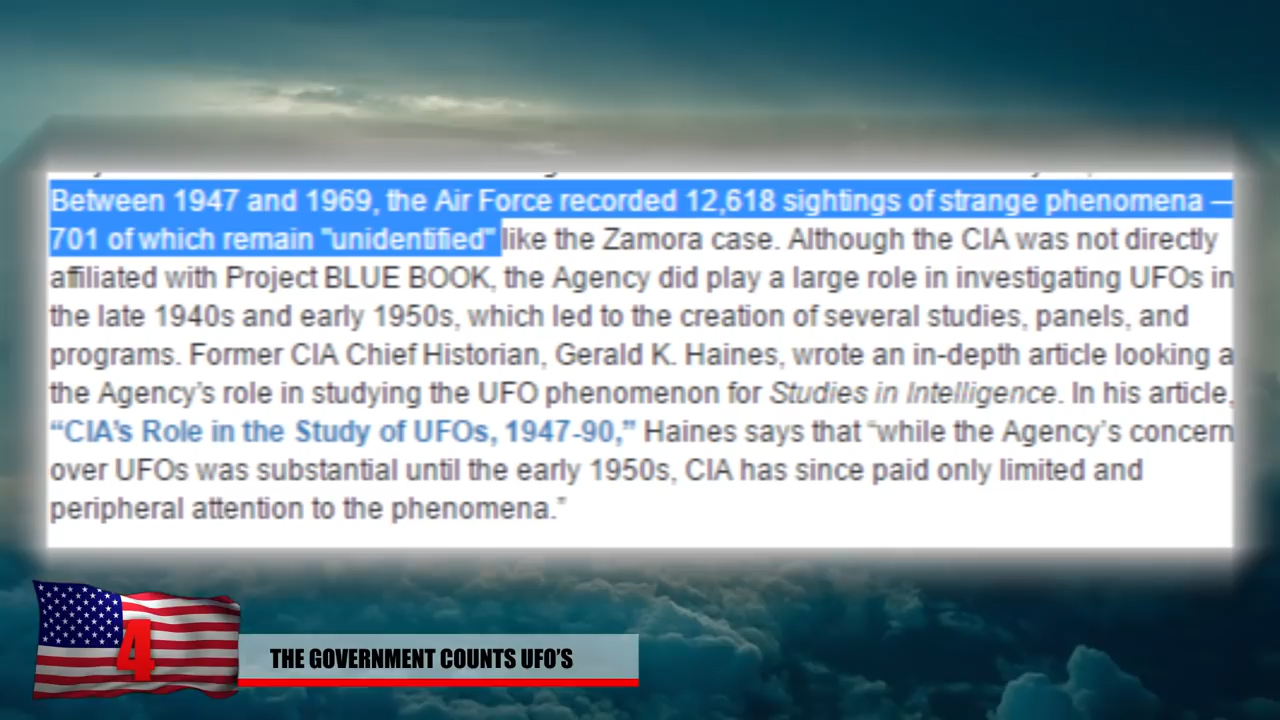 Between 1947 and 1969, the Air Force recorded 12,618 sightings of strange phenomena —
701 of which remain "unidentified" like the Zamora case. Although the CIA was not directly
affiliated with Project BLUE BOOK, the Agency did play a large role in investigating UFOs in
the late 1940s and early 1950s, which led to the creation of several studies, panels, and
programs. Former CIA Chief Historian, Gerald K. Haines, wrote an in-depth article looking a
the Agency’s role in studying the UFO phenomenon for Studies in Intelligence. In his article,
“CIA’s Role in the Study of UFOs, 1947-90,” Haines says that “while the Agency’s concern
over UFOs was substantial until the early 1950s, CIA has since paid only limited and
peripheral attention to the phenomena.”
4
THE GOVERNMENT COUNTS UFO’S